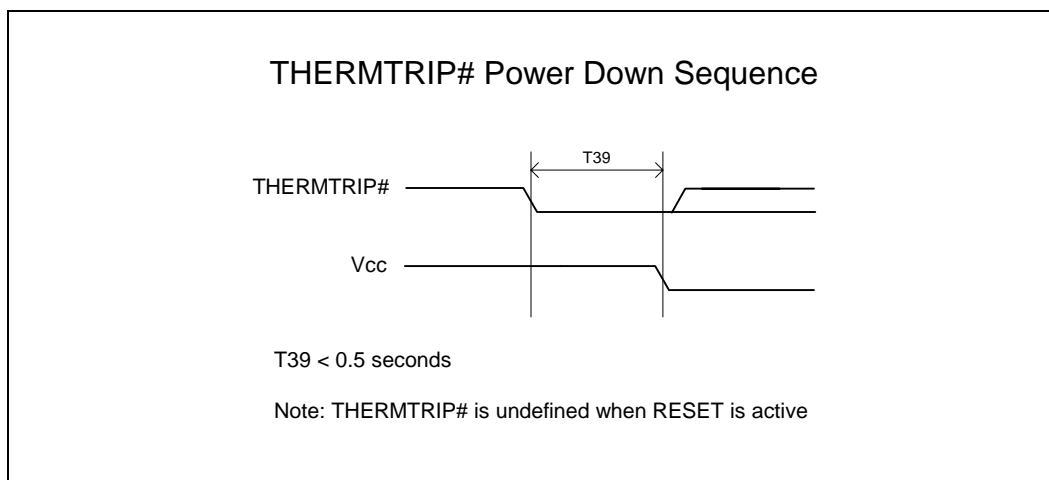 THERMTRIP# Power Down Sequence
T39
THERMTRIP#
Vcc
T39 < 0.5 seconds
Note: THERMTRIP# is undefined when RESET is active